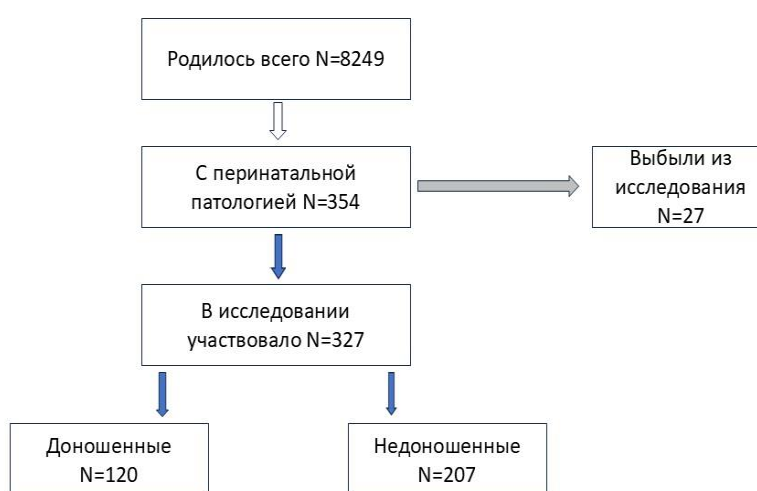 Родилось всего N=8249
С перинатальной
патологией N=354
Выбыли из
исследования
N=27
В исследовании
участвовало N=327
Доношенные
N=120
Недоношенные
N=207